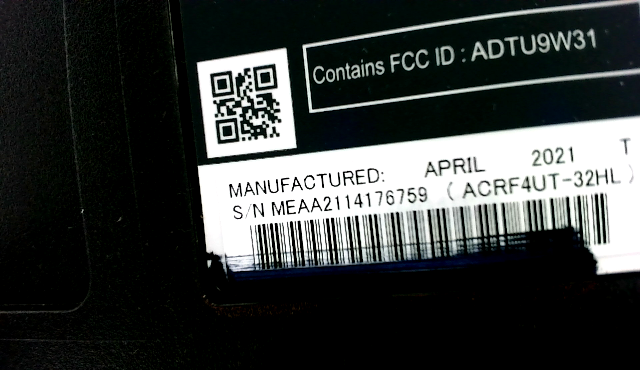 Contains FCC ID : ADTU9W31
MANUFACTURED: APRIL 2021 T
S/N MEAA2114176759 ( ACRF4UT-32HL )